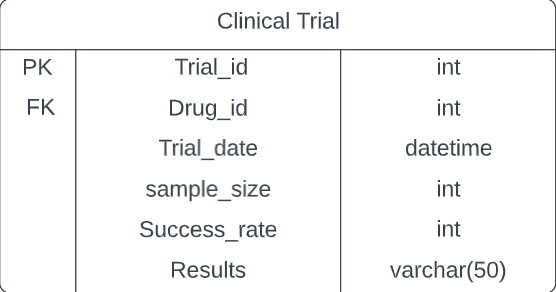 Clinical Trial
PK Trial_id int
FK Drug_id int
Trial_date datetime
sample_size int
Success_rate int
Results varchar(50)